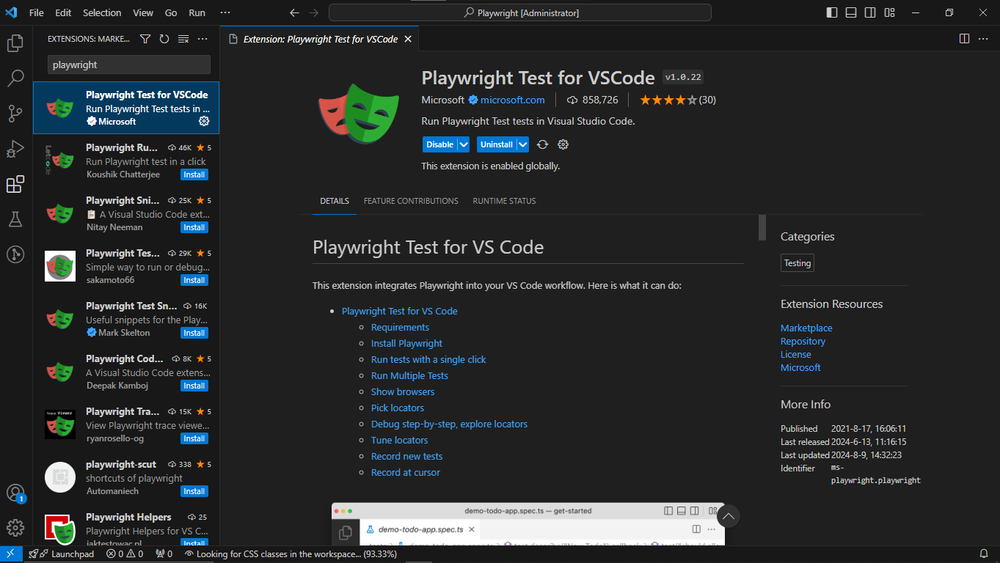 File Edit Selection View Go Run ···
Playwright [Administrator]
EXTENSIONS: MARKE...
playwright
Playwright Test for VSCode
Run Playwright Test tests in ...
Microsoft
Playwright Ru... 46K 5
Run Playwright test in a click
Koushik Chatterjee Install
Playwright Sni... 25K 5
A Visual Studio Code ext...
Nitay Neeman Install
Playwright Tes... 29K 5
Simple way to run or debug...
sakamoto66 Install
Playwright Test Sn... 16K
Useful snippets for the Play...
Mark Skelton Install
Playwright Cod... 8K 5
A Visual Studio Code extens...
Deepak Kamboj Install
Playwright Tra... 15K 5
View Playwright trace viewe...
ryanrosello-og Install
playwright-scut 338 5
shortcuts of playwright
Automaniech Install
Playwright Helpers 25
Playwright Helpers for VS C...
jaktestowac.pl Install
Extension: Playwright Test for VSCode
Playwright Test for VSCode v1.0.22
Microsoft microsoft.com 858,726 (30)
Run Playwright Test tests in Visual Studio Code.
Disable Uninstall
This extension is enabled globally.
DETAILS FEATURE CONTRIBUTIONS RUNTIME STATUS
Playwright Test for VS Code
This extension integrates Playwright into your VS Code workflow. Here is what it can do:
Playwright Test for VS Code
Requirements
Install Playwright
Run tests with a single click
Run Multiple Tests
Show browsers
Pick locators
Debug step-by-step, explore locators
Tune locators
Record new tests
Record at cursor
demo-todo-app.spec.ts — get-started
demo-todo-app.spec.ts
Categories
Testing
Extension Resources
Marketplace
Repository
License
Microsoft
More Info
Published 2021-8-17, 16:06:11
Last released 2024-6-13, 11:16:15
Last updated 2024-8-9, 14:32:23
Identifier ms-
playwright.playwright
1
Launchpad 0 0 0 Looking for CSS classes in the workspace... (93.33%)